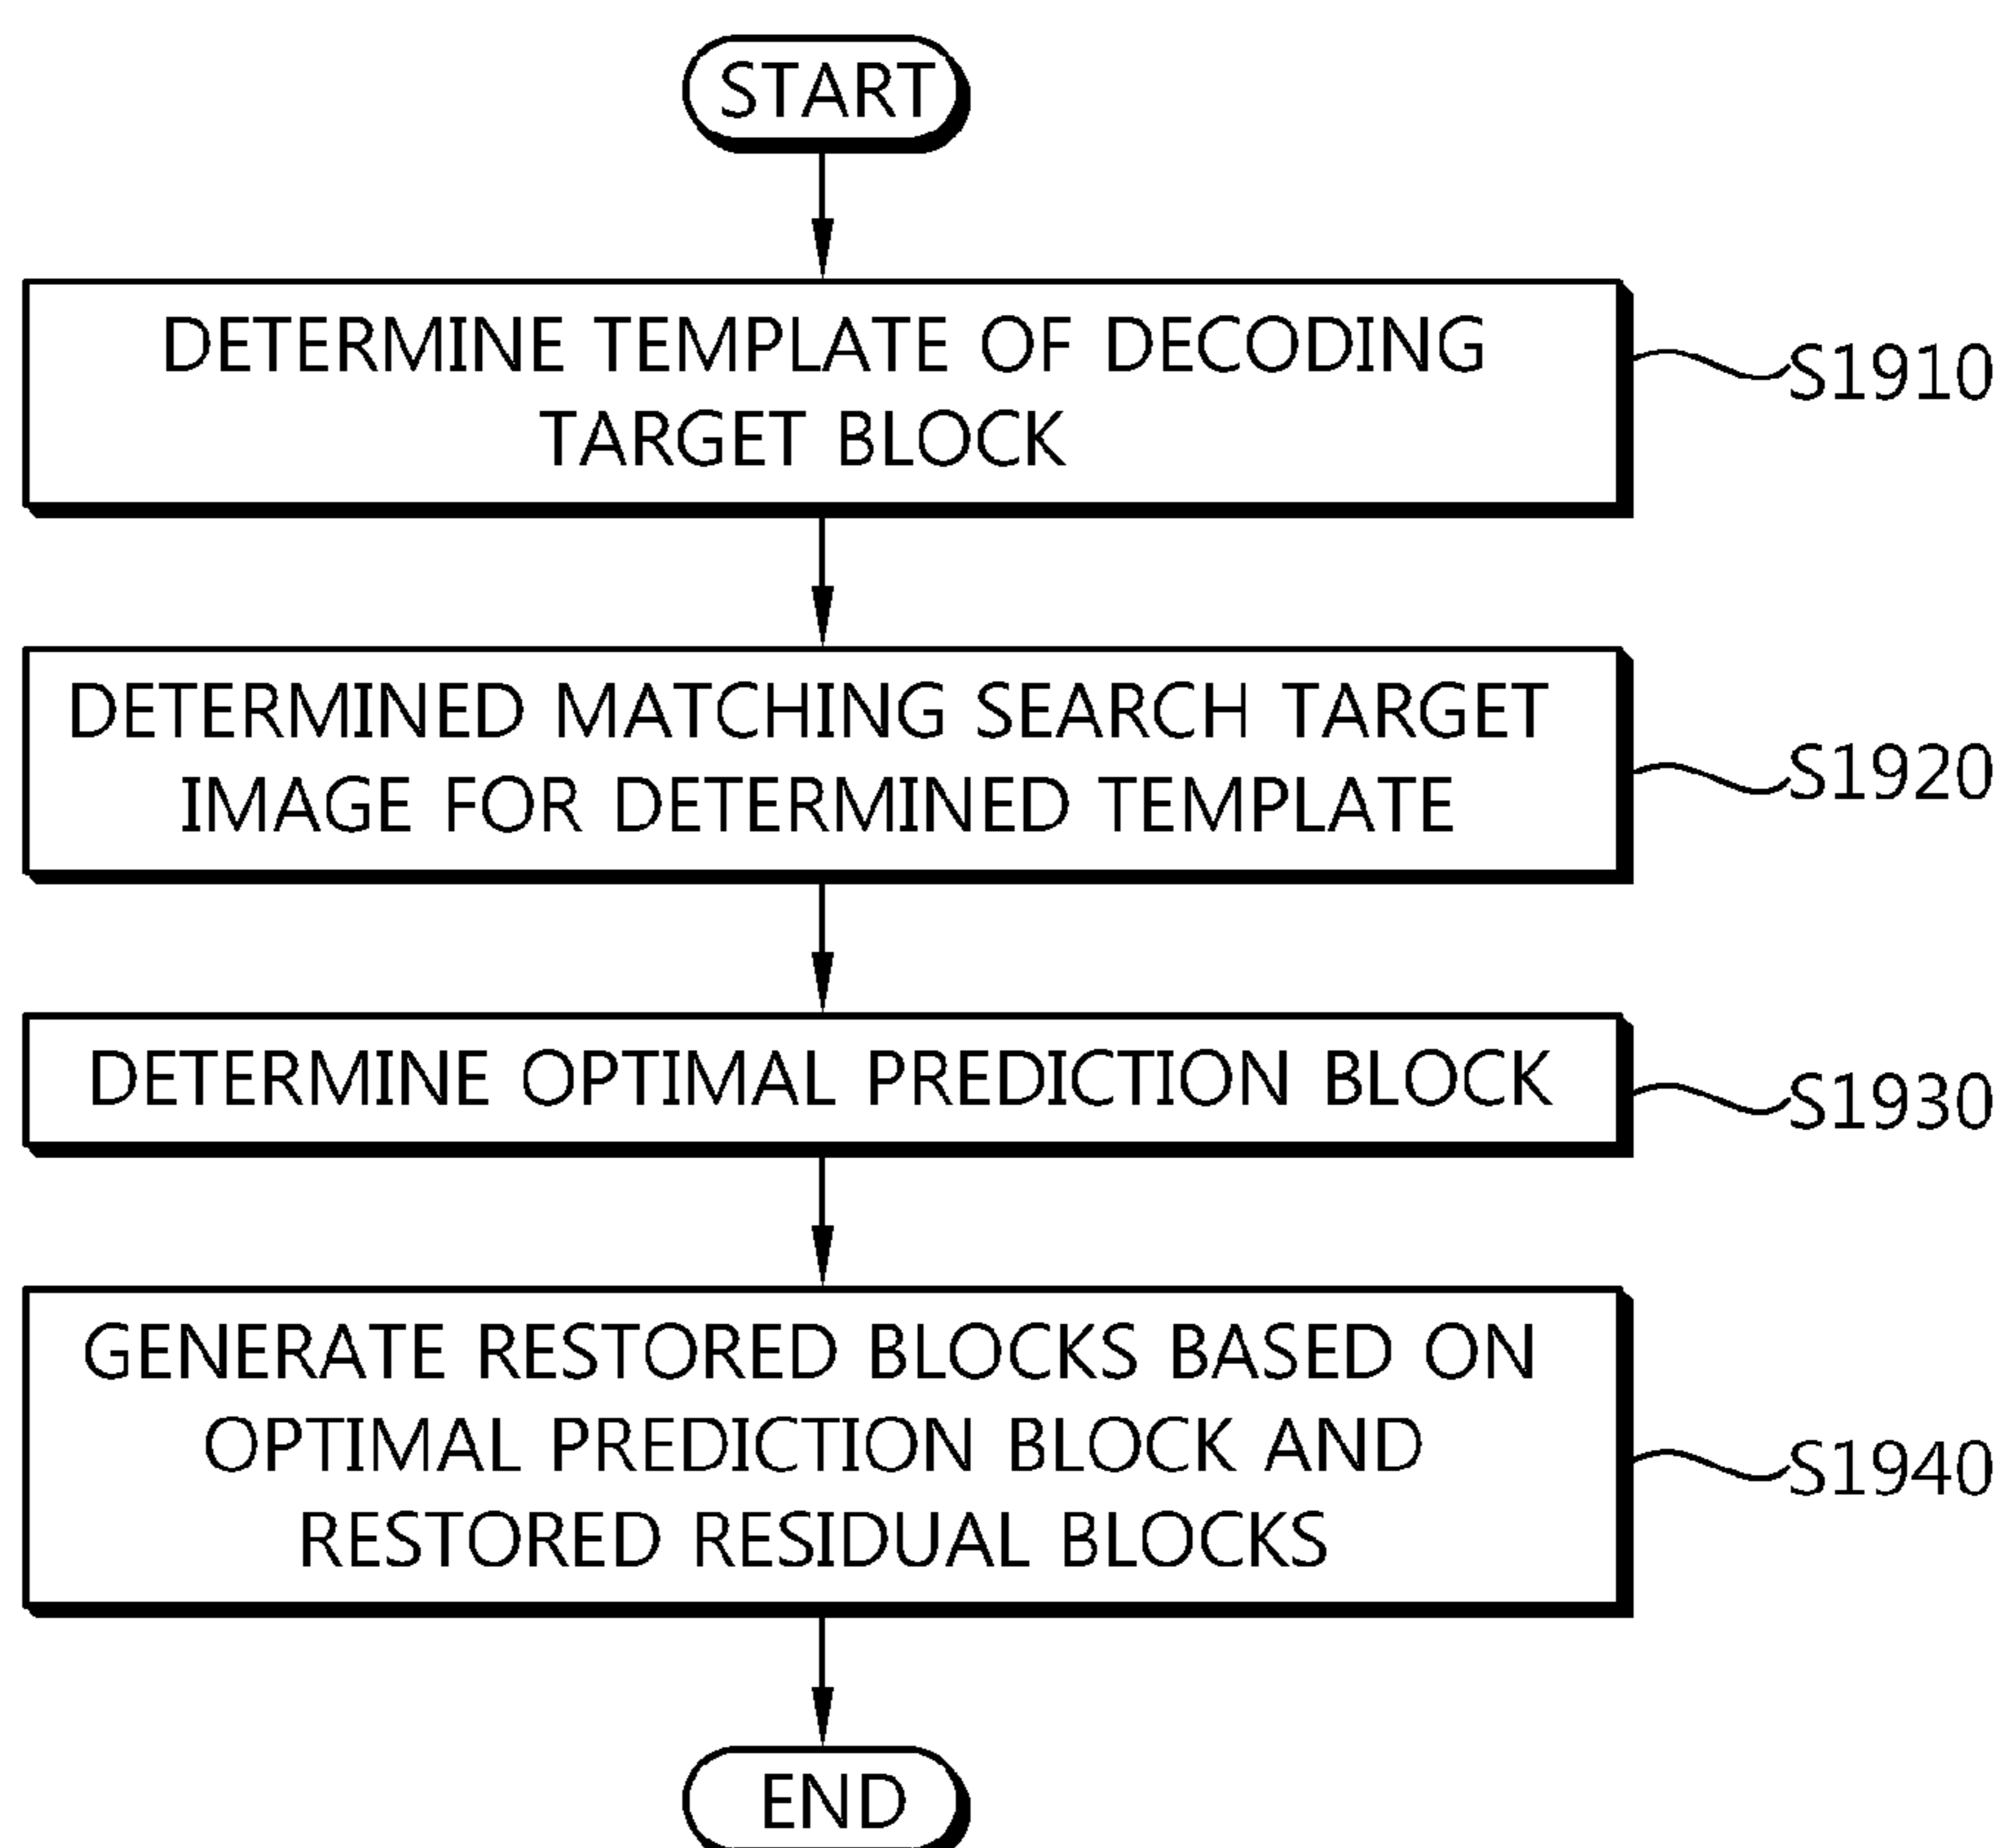 START
DETERMINE TEMPLATE OF DECODING
TARGET BLOCK
S1910
DETERMINED MATCHING SEARCH TARGET
IMAGE FOR DETERMINED TEMPLATE
S1920
DETERMINE OPTIMAL PREDICTION BLOCK
S1930
GENERATE RESTORED BLOCKS BASED ON
OPTIMAL PREDICTION BLOCK AND
RESTORED RESIDUAL BLOCKS
S1940
END